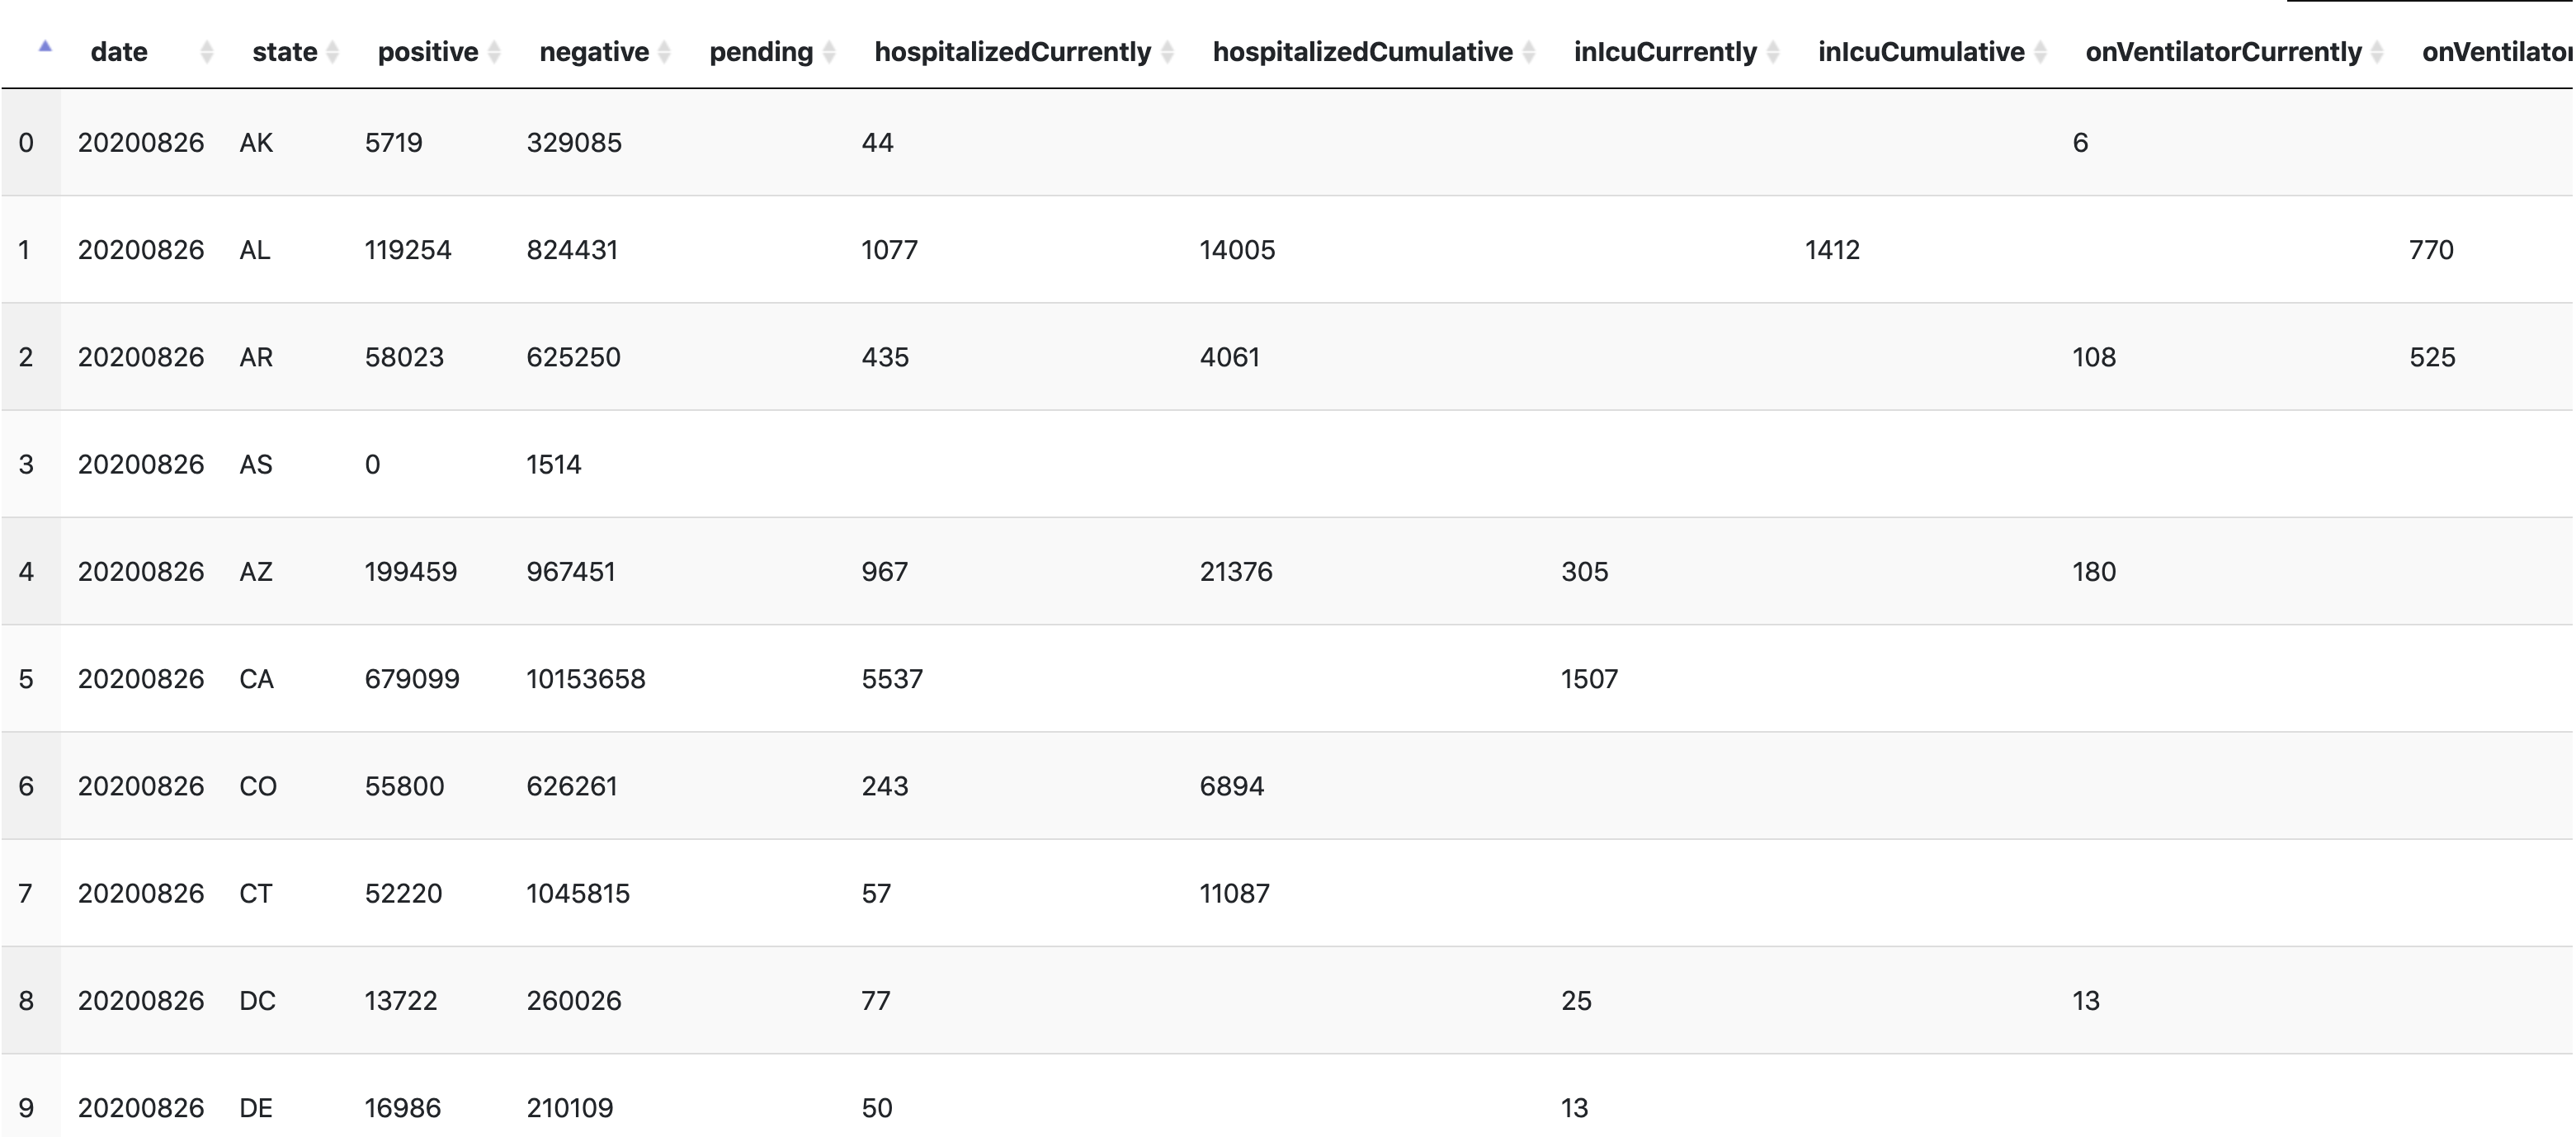 date state positive negative pending hospitalizedCurrently hospitalizedCumulative inIcuCurrently inIcuCumulative onVentilatorCurrently onVentilator
0 20200826 AK 5719 329085 44 6
1 20200826 AL 119254 824431 1077 14005 1412 770
2 20200826 AR 58023 625250 435 4061 108 525
3 20200826 AS 0 1514
4 20200826 AZ 199459 967451 967 21376 305 180
5 20200826 CA 679099 10153658 5537 1507
6 20200826 CO 55800 626261 243 6894
7 20200826 CT 52220 1045815 57 11087
8 20200826 DC 13722 260026 77 25 13
9 20200826 DE 16986 210109 50 13